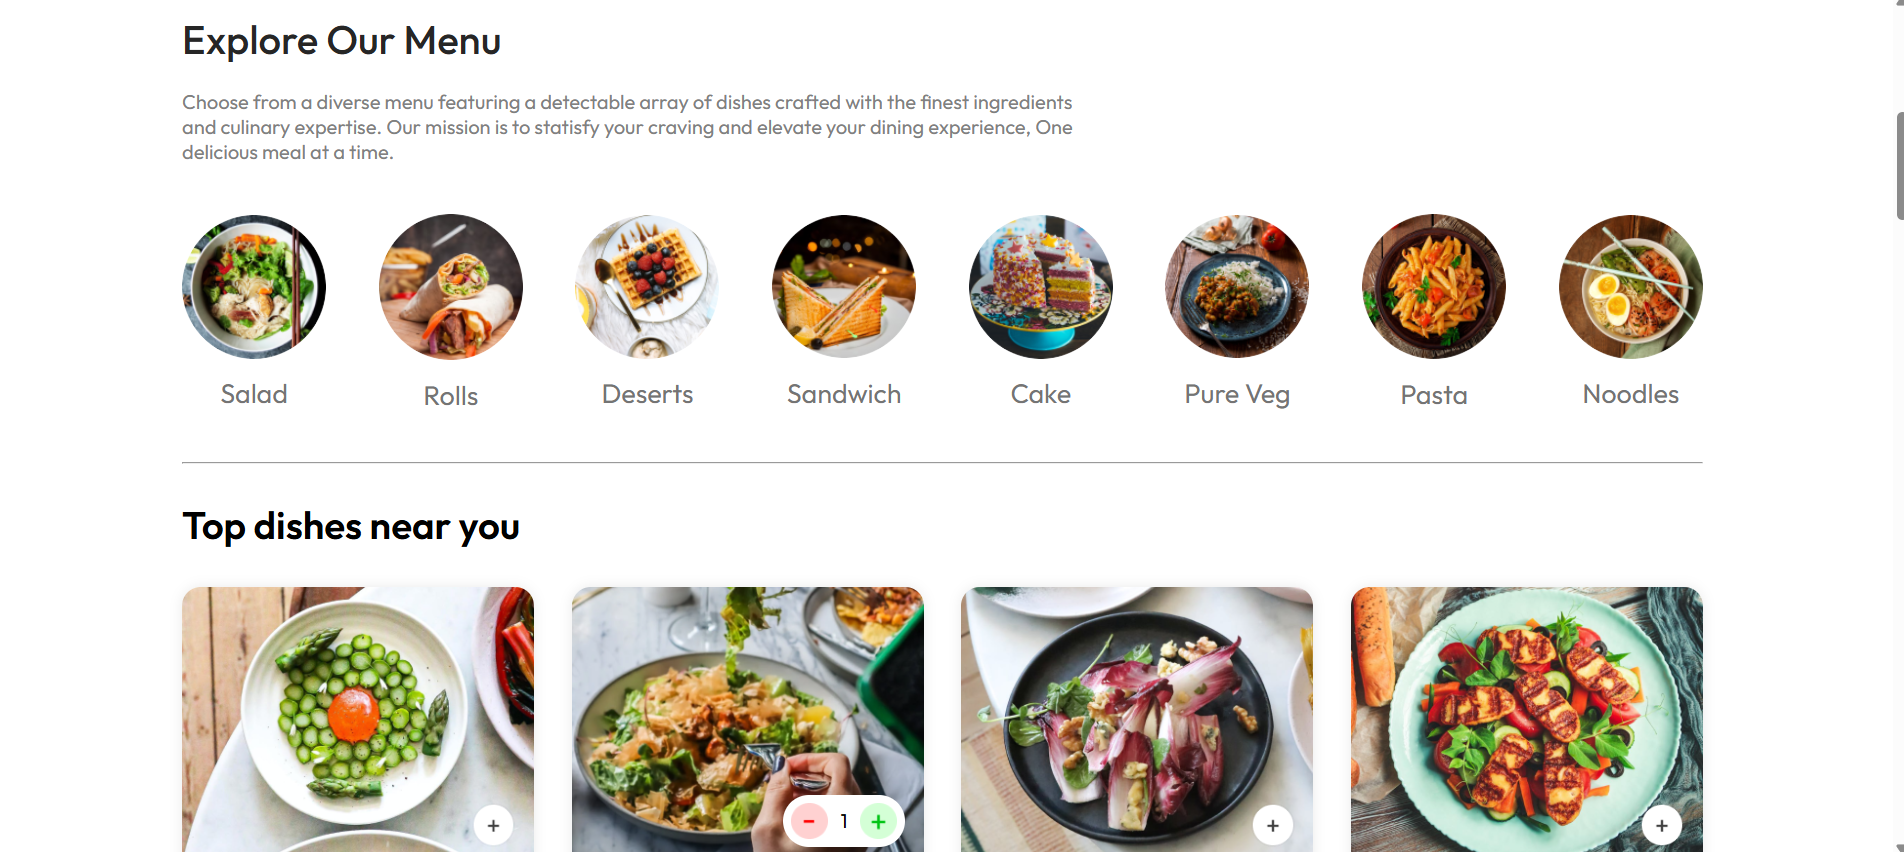 Explore Our Menu
Choose from a diverse menu featuring a detectable array of dishes crafted with the finest ingredients
and culinary expertise. Our mission is to statisfy your craving and elevate your dining experience, One
delicious meal at a time.
Salad
Rolls
Deserts
Sandwich
Cake
Pure Veg
Pasta
Noodles
Top dishes near you
+
- 1 +
+
+